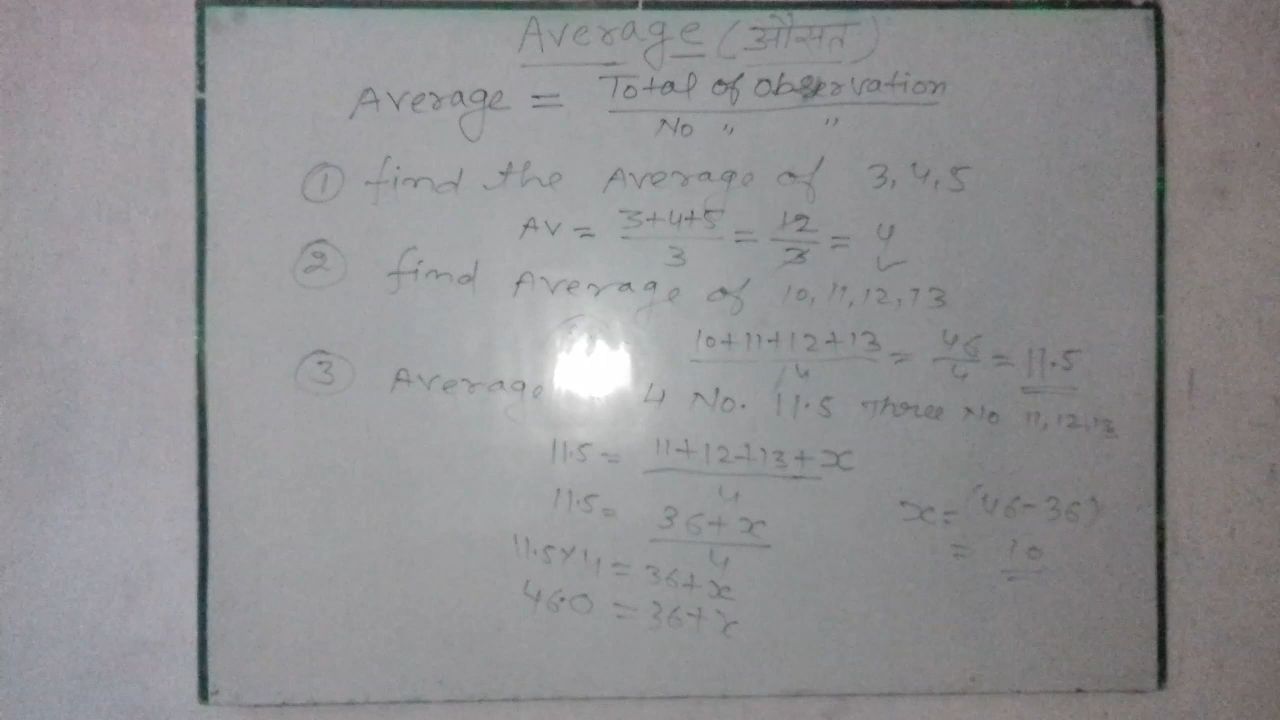 Average (औसत)
Average = Total of observation
No " "
① find the Average of 3, 4, 5
AV = 3+4+5 / 3 = 12 / 3 = 4
② find Average of 10, 11, 12, 13
10+11+12+13 / 4 = 46 / 4 = 11.5
③ Average 4 No. 11.5 Three No 11, 12, 13
11.5 = 11+12+13+x / 4
11.5 = 36+x / 4
11.5×4 = 36+x
46.0 = 36+x
x = (46-36)
= 10